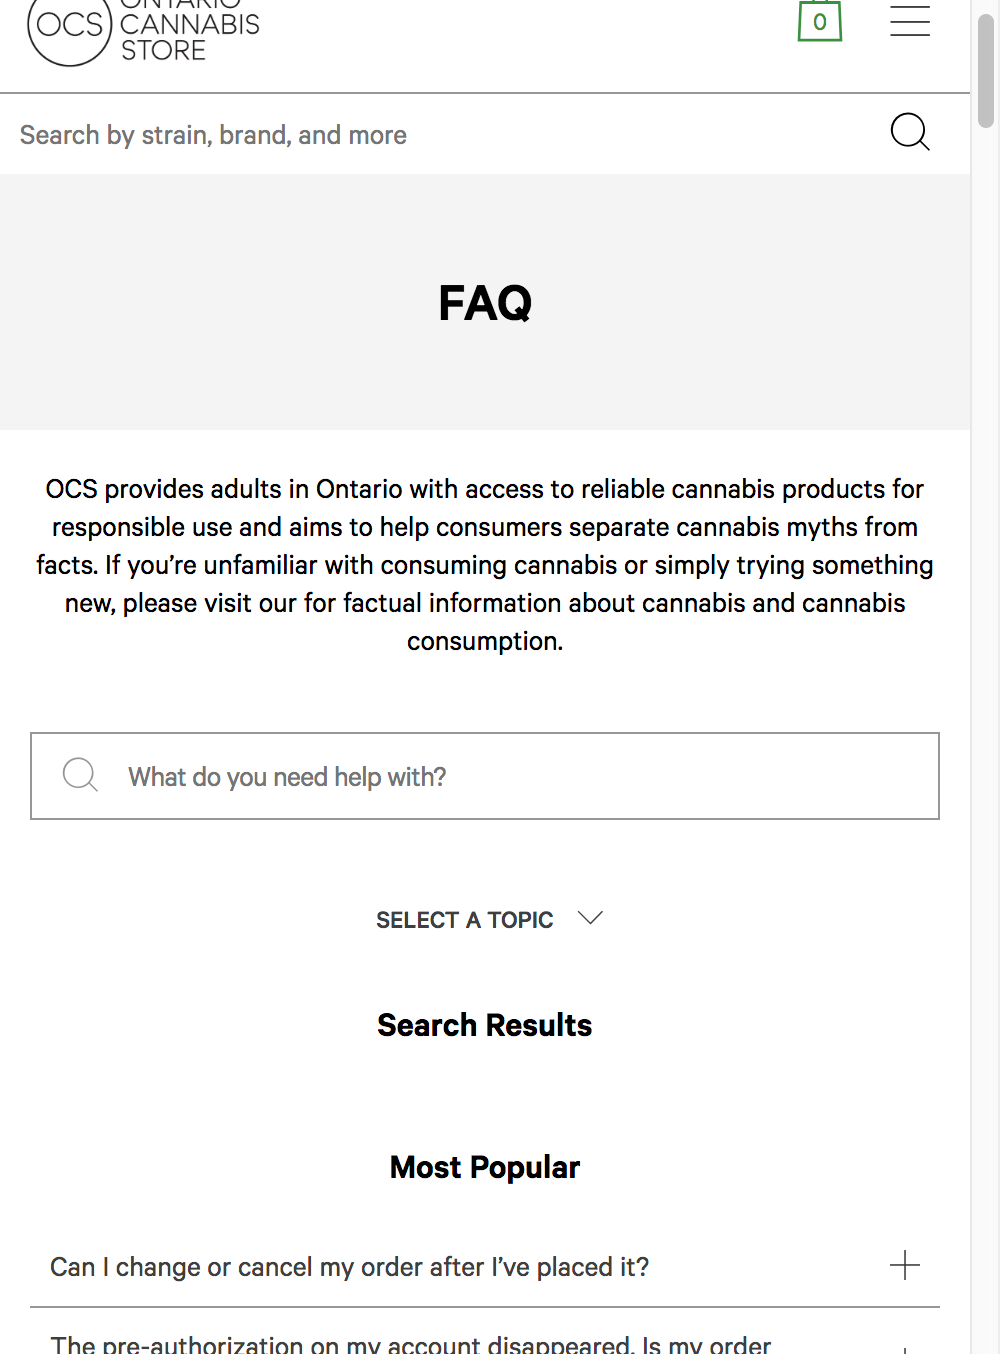 OCS
ONTARIO
CANNABIS
STORE
0
Search by strain, brand, and more
FAQ
OCS provides adults in Ontario with access to reliable cannabis products for
responsible use and aims to help consumers separate cannabis myths from
facts. If you’re unfamiliar with consuming cannabis or simply trying something
new, please visit our for factual information about cannabis and cannabis
consumption.
What do you need help with?
SELECT A TOPIC
Search Results
Most Popular
Can I change or cancel my order after I’ve placed it?
The pre-authorization on my account disappeared. Is my order